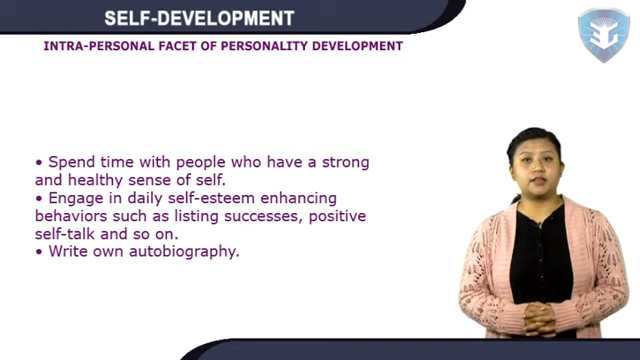 SELF-DEVELOPMENT
INTRA-PERSONAL FACET OF PERSONALITY DEVELOPMENT
• Spend time with people who have a strong
and healthy sense of self.
• Engage in daily self-esteem enhancing
behaviors such as listing successes, positive
self-talk and so on.
• Write own autobiography.